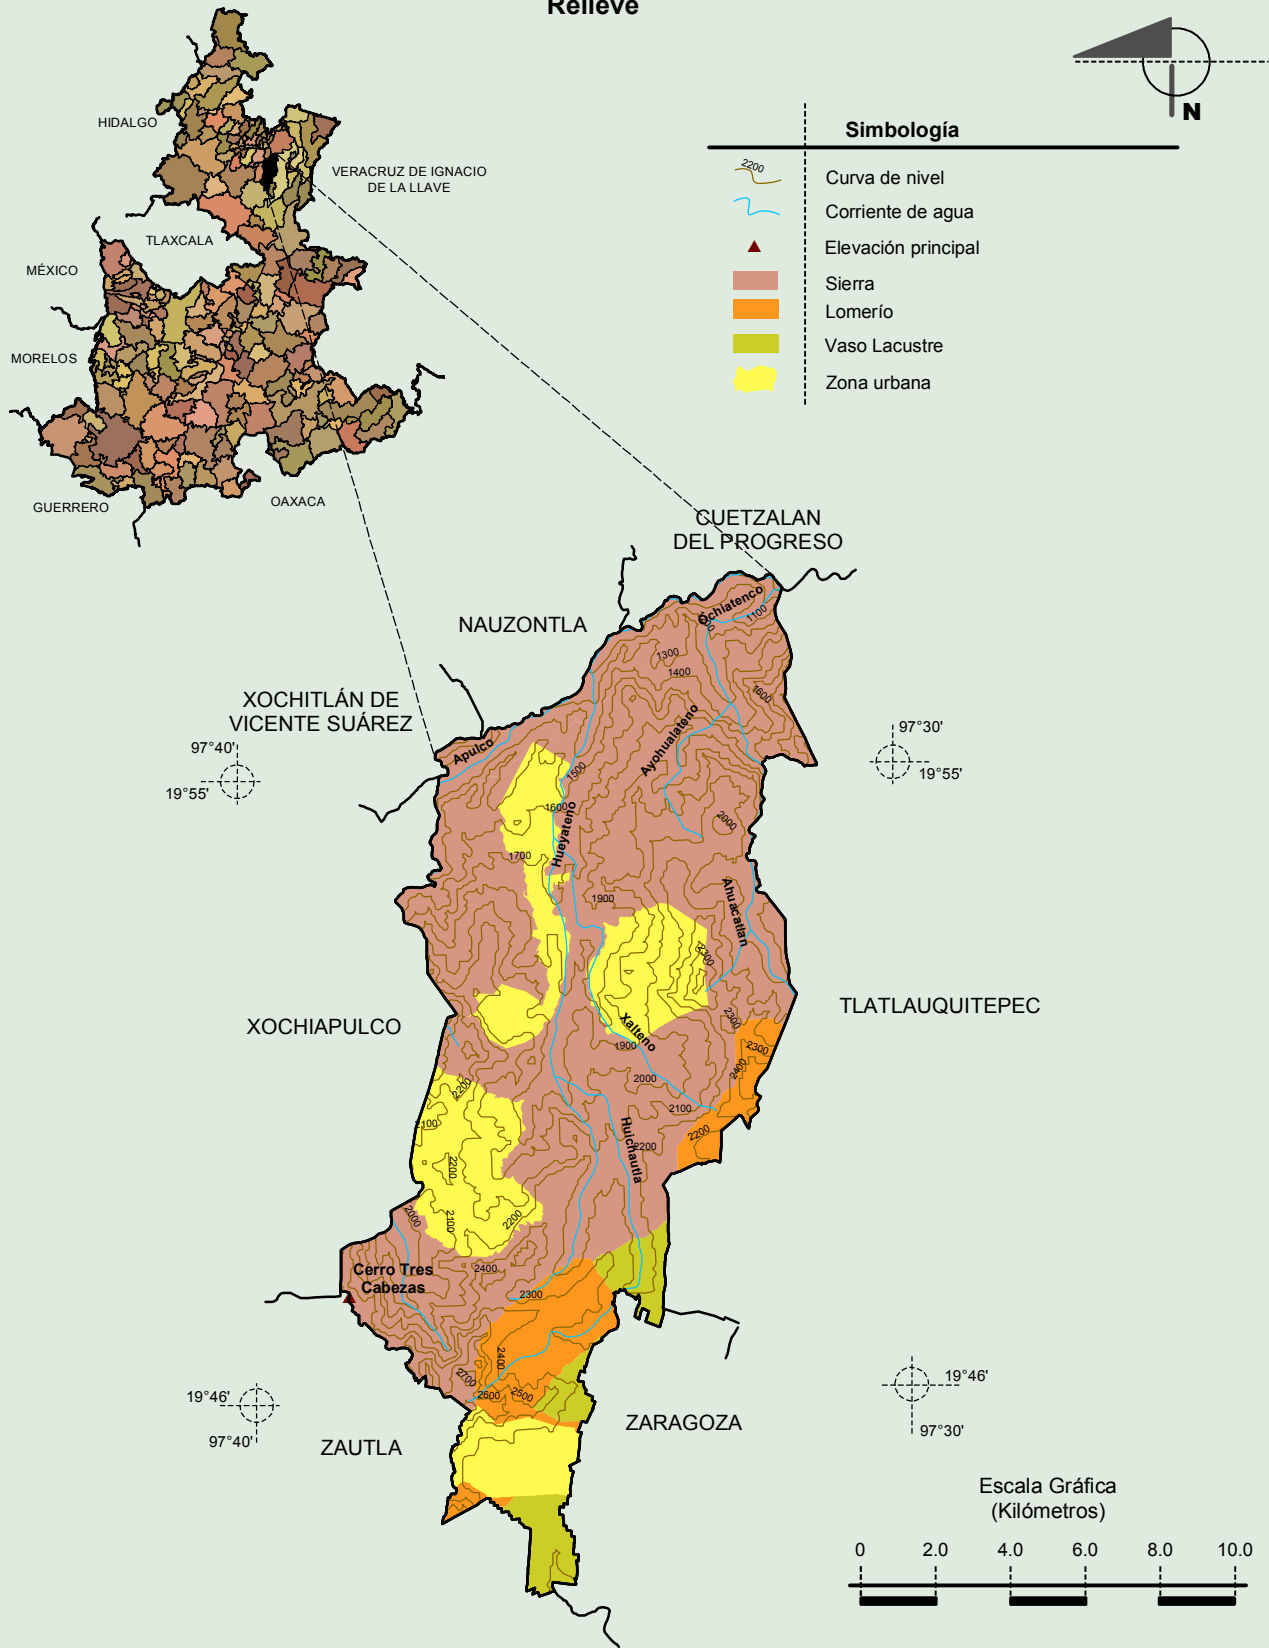 Relieve
N
HIDALGO
VERACRUZ DE IGNACIO
DE LA LLAVE
TLAXCALA
MÉXICO
MORELOS
GUERRERO
OAXACA
Simbología
2200
Curva de nivel
Corriente de agua
Elevación principal
Sierra
Lomerío
Vaso Lacustre
Zona urbana
CUETZALAN
DEL PROGRESO
NAUZONTLA
XOCHITLÁN DE
VICENTE SUÁREZ
97°40'
19°55'
97°30'
19°55'
Ochiatenco
1100
1300
1400
1600
Apulco
Ayohualateno
1500
1600
Hueyateno
2000
1700
1900
Ahuacatlan
2300
XOCHIAPULCO
TLATLAUQUITEPEC
2300
Xalteno
1900
2300
2400
2000
2200
2100
2100
2200
Huichautla
2200
2200
2100
2200
2000
2400
Cerro Tres
Cabezas
2300
2400
2700
2600
2500
19°46'
97°40'
19°46'
97°30'
ZAUTLA
ZARAGOZA
Escala Gráfica
(Kilómetros)
0 2.0 4.0 6.0 8.0 10.0